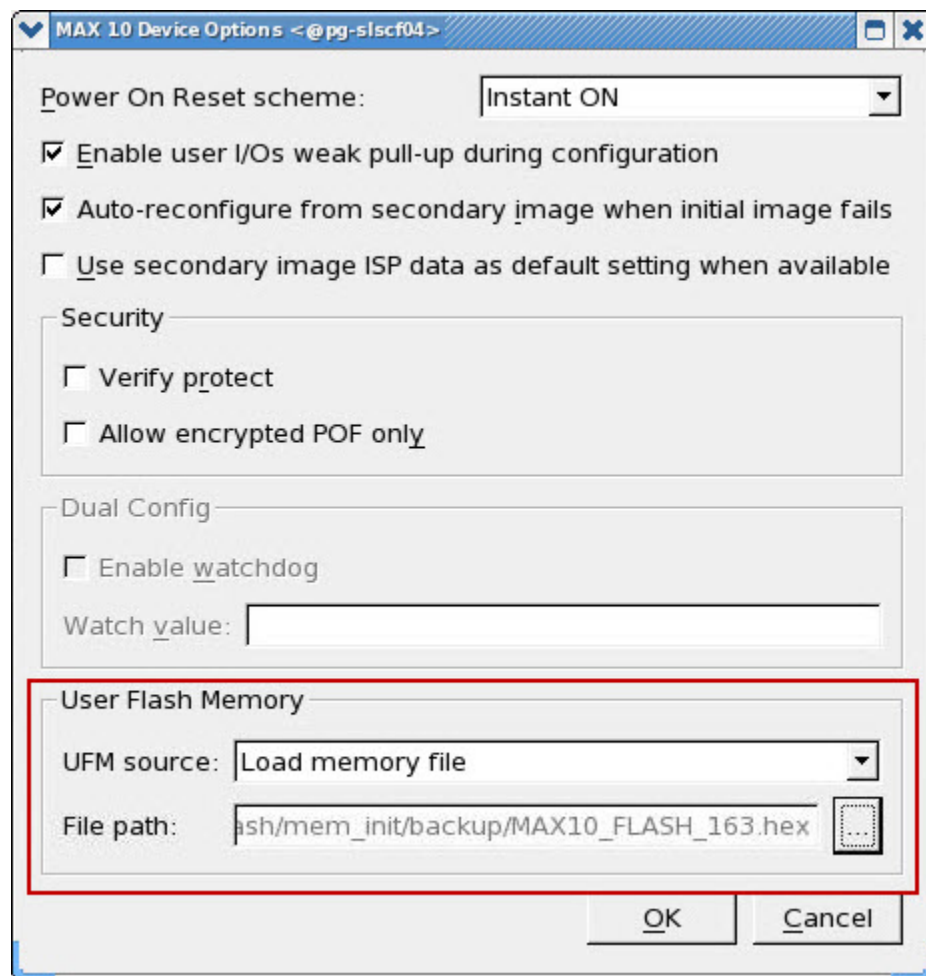 MAX 10 Device Options <@pg-slscf04>
Power On Reset scheme: Instant ON
Enable user I/Os weak pull-up during configuration
Auto-reconfigure from secondary image when initial image fails
Use secondary image ISP data as default setting when available
Security
Verify protect
Allow encrypted POF only
Dual Config
Enable watchdog
Watch value:
User Flash Memory
UFM source: Load memory file
File path: ash/mem_init/backup/MAX10_FLASH_163.hex ...
OK Cancel